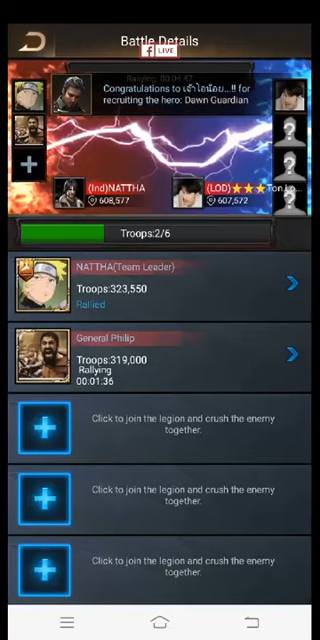 Battle Details
f LIVE
Rallying: 00:04:47
Congratulations to เจ้าไอน้อย...!! for
recruiting the hero: Dawn Guardian
(Ind)NATTHA
608,577
(LOD)⭐⭐⭐Ton
607,572
Troops:2/6
NATTHA(Team Leader)
Troops:323,550
Rallied
General Philip
Troops:319,000
Rallying
00:01:36
Click to join the legion and crush the enemy
together.
Click to join the legion and crush the enemy
together.
Click to join the legion and crush the enemy
together.